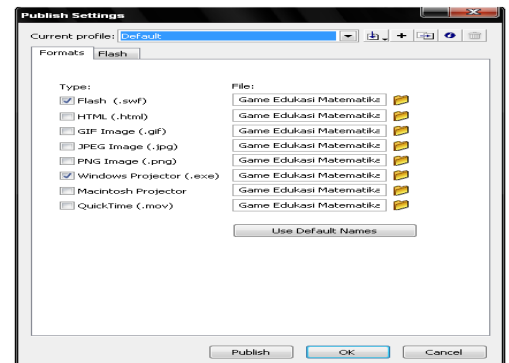 Publish Settings
Current profile: Default
Formats Flash
Type: File:
Flash (.swf) Game Edukasi Matematika
HTML (.html) Game Edukasi Matematika
GIF Image (.gif) Game Edukasi Matematika
JPEG Image (.jpg) Game Edukasi Matematika
PNG Image (.png) Game Edukasi Matematika
Windows Projector (.exe) Game Edukasi Matematika
Macintosh Projector Game Edukasi Matematika
QuickTime (.mov) Game Edukasi Matematika
Use Default Names
Publish OK Cancel